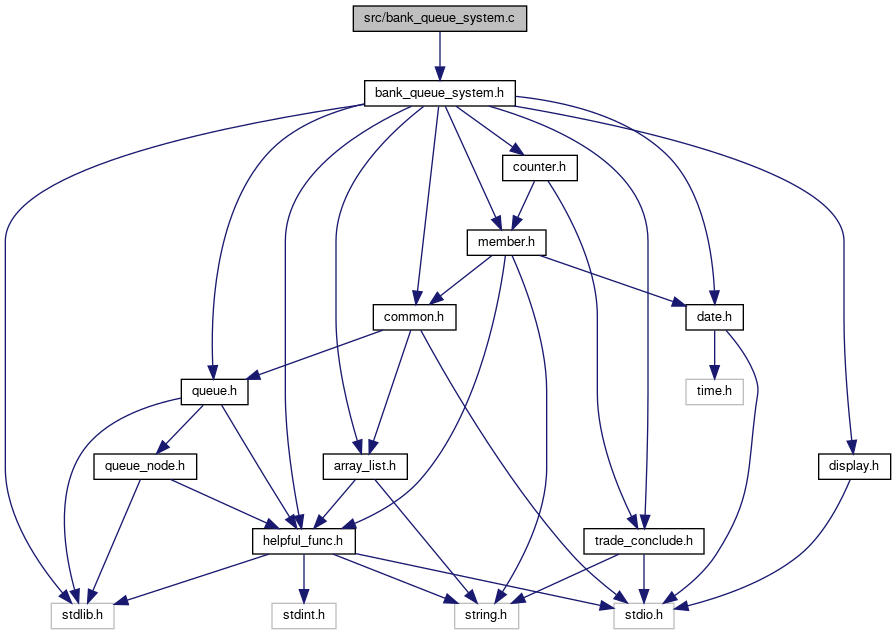 src/bank_queue_system.c
bank_queue_system.h
counter.h
member.h
common.h
date.h
queue.h
time.h
queue_node.h
array_list.h
display.h
helpful_func.h
trade_conclude.h
stdlib.h
stdint.h
string.h
stdio.h